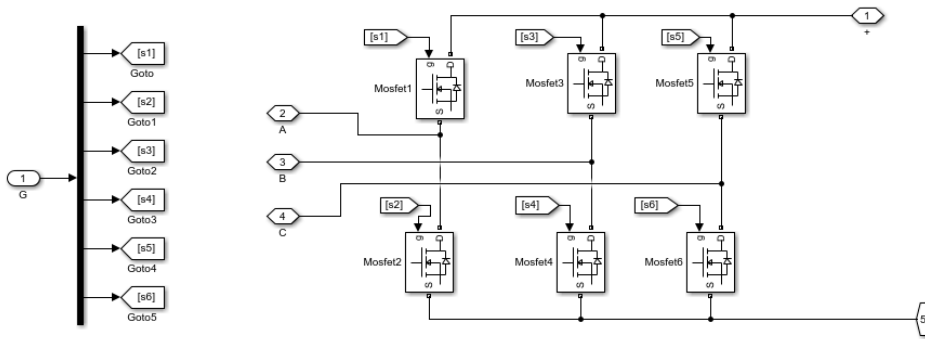 [s1]
Goto
[s2]
Goto1
[s3]
Goto2
1
G
[s4]
Goto3
[s5]
Goto4
[s6]
Goto5
[s1]
[s3]
[s5]
1
+
g
D
S
Mosfet1
g
D
S
Mosfet3
g
D
S
Mosfet5
2
A
3
B
4
C
[s2]
[s4]
[s6]
g
D
S
Mosfet2
g
D
S
Mosfet4
g
D
S
Mosfet6
5